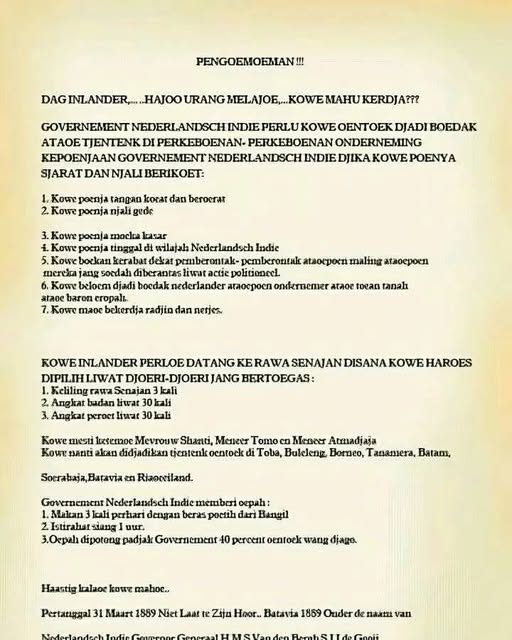 PENGOEMOEMAN !!!
DAG INLANDER,.....HAJOO URANG MELAJOE,...KOWE MAHU KERDJA???
GOVERNEMENT NEDERLANDSCH INDIE PERLU KOWE OENTOEK DJADI BOEDAK
ATAOE TJENTENK DI PERKEBOENAN- PERKEBOENAN ONDERNEMING
KEPOENJAAN GOVERNEMENT NEDERLANDSCH INDIE DJIKA KOWE POENYA
SJARAT DAN NJALI BERIKOET:
1. Kowe poenja tangan koeat dan beroerat
2. Kowe poenja njali gede
3. Kowe poenja moeka kasar
4. Kowe poenja tinggal di wilajah Nederlandsch Indie
5. Kowe boekan kerabat dekat pemberontak- pemberontak ataoepoen maling ataoepoen
mereka jang soedah diberantas liwat actie politioneel.
6. Kowe beloem djadi boedak nederlander ataoepoen ondernemer ataoe toean tanah
ataoe baron eropah.
7. Kowe maoe bekerdja radjin dan netjes.
KOWE INLANDER PERLOE DATANG KE RAWA SENAJAN DISANA KOWE HAROES
DIPILIH LIWAT DJOERI-DJOERI JANG BERTOEGAS :
1. Keliling rawa Senajan 3 kali
2. Angkat badan liwat 30 kali
3. Angkat peroet liwat 30 kali
Kowe mesti ketemoe Mevrouw Shanti, Meneer Tomo en Meneer Atmadjaja
Kowe nanti akan didjadikan tjentenk oentoek di Toba, Buleleng, Borneo, Tanamera, Batam,
Soerabaja,Batavia en Riaoeeiland.
Governement Nederlandsch Indie memberi oepah :
1. Makan 3 kali perhari dengan beras poetih dari Bangil
2. Istirahat siang 1 uur.
3.Oepah dipotong padjak Governement 40 percent oentoek wang djago.
Haastig kalaoe kowe mahoe..
Pertanggal 31 Maart 1889 Niet Laat te Zijn Hoor.. Batavia 1889 Onder de naam van
Nederlandsch Indie Governor Generaal H.M.S Van den Bergh S.J.J de Gooij